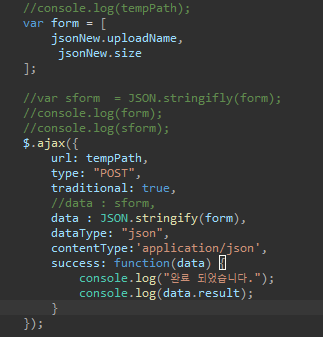 //console.log(tempPath);
var form = [
    jsonNew.uploadName,
     jsonNew.size
];

//var sform  = JSON.stringifly(form);
//console.log(form);
//console.log(sform);
$.ajax({
    url: tempPath,
    type: "POST",
    traditional: true,
    //data : sform,
    data : JSON.stringify(form),
    dataType: "json",
    contentType:'application/json',
    success: function(data) {
        console.log("완료 되었습니다.");
        console.log(data.result);
    }
});